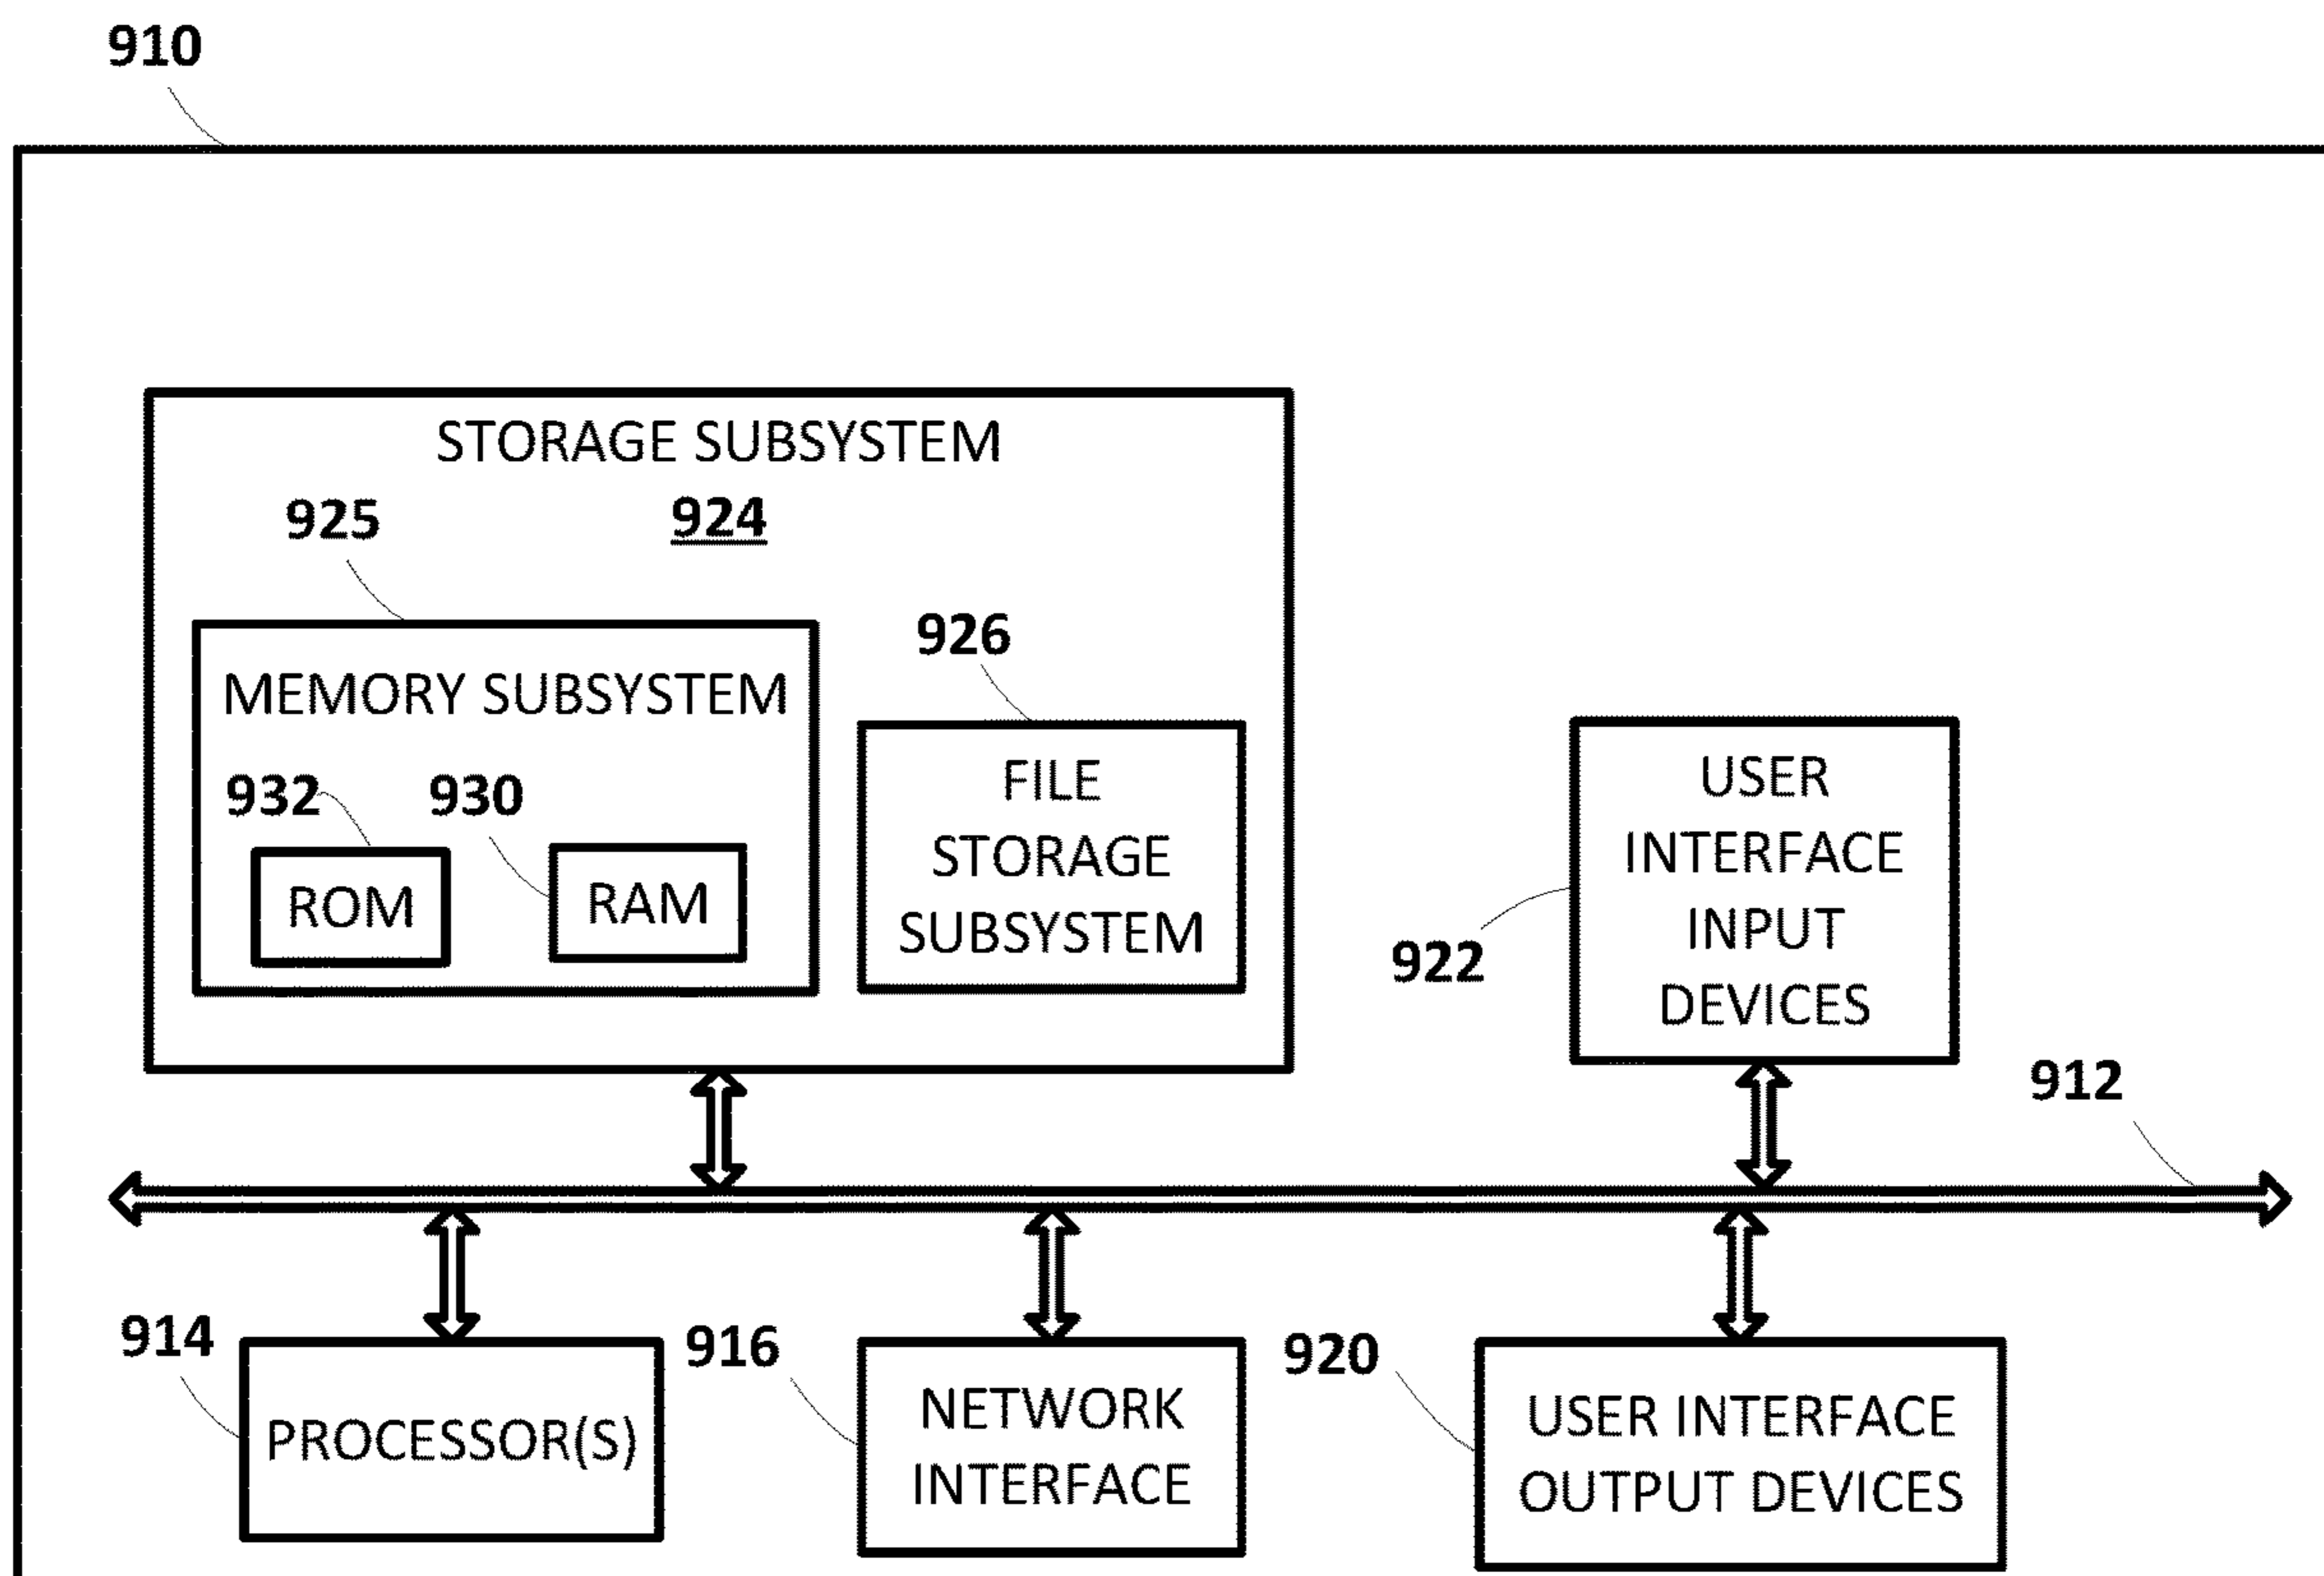 910
STORAGE SUBSYSTEM
924
925
MEMORY SUBSYSTEM
932
930
ROM
RAM
926
FILE
STORAGE
SUBSYSTEM
USER
INTERFACE
INPUT
DEVICES
922
912
914
PROCESSOR(S)
916
NETWORK
INTERFACE
920
USER INTERFACE
OUTPUT DEVICES